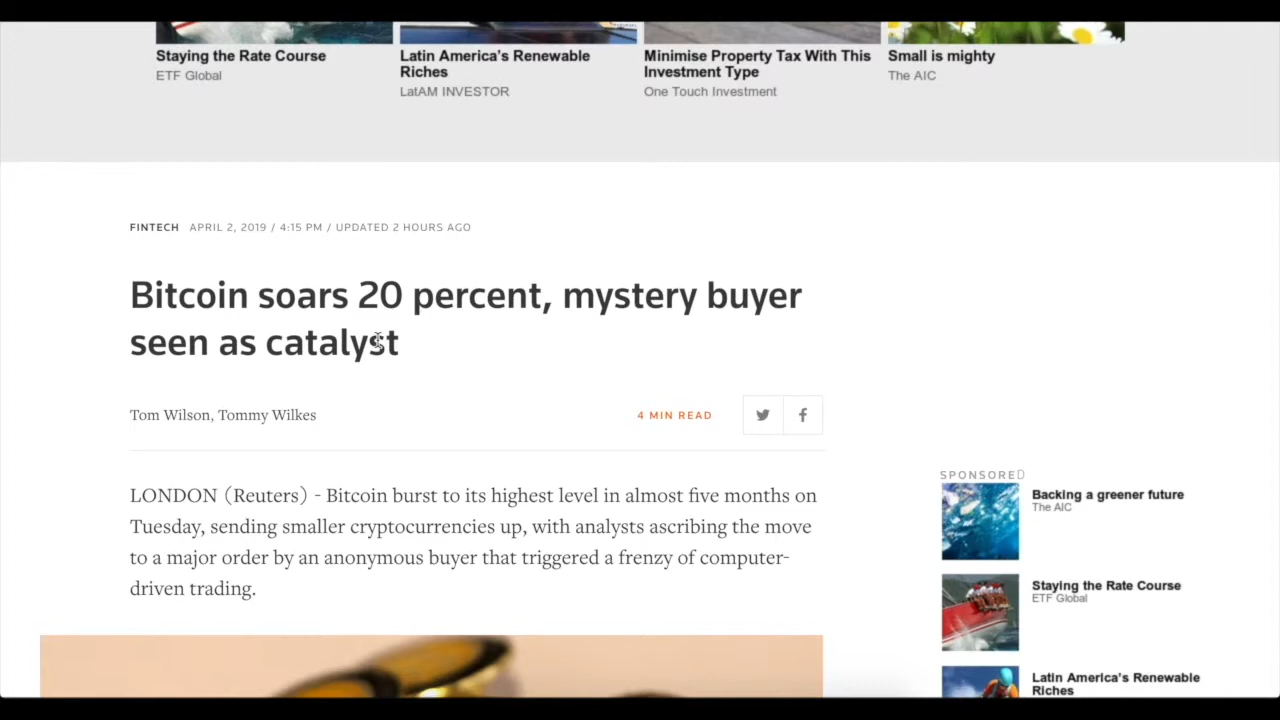 Staying the Rate Course
ETF Global
Latin America's Renewable
Riches
LatAM INVESTOR
Minimise Property Tax With This
Investment Type
One Touch Investment
Small is mighty
The AIC
FINTECH APRIL 2, 2019 / 4:15 PM / UPDATED 2 HOURS AGO
Bitcoin soars 20 percent, mystery buyer
seen as catalyst
Tom Wilson, Tommy Wilkes
4 MIN READ
LONDON (Reuters) - Bitcoin burst to its highest level in almost five months on
Tuesday, sending smaller cryptocurrencies up, with analysts ascribing the move
to a major order by an anonymous buyer that triggered a frenzy of computer-
driven trading.
SPONSORED
Backing a greener future
The AIC
Staying the Rate Course
ETF Global
Latin America's Renewable
Riches